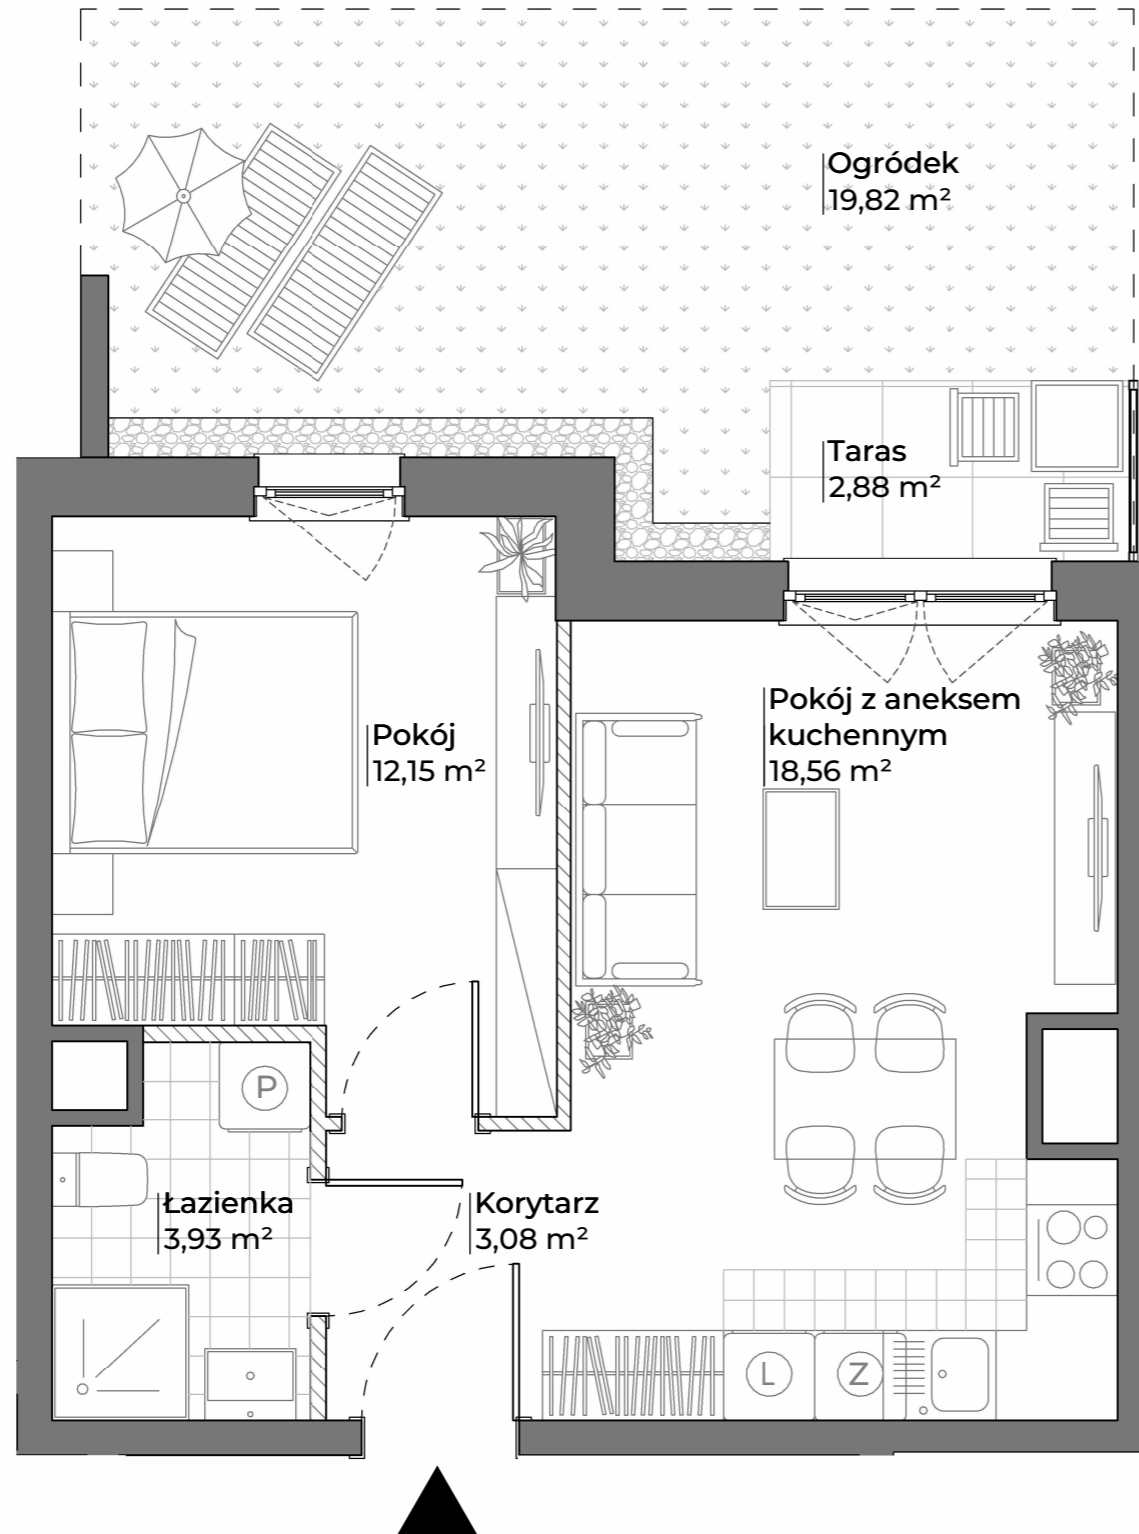 Ogródek
19,82 m²
Taras
2,88 m²
Pokój
12,15 m²
Pokój z aneksem
kuchennym
18,56 m²
P
Łazienka
3,93 m²
Korytarz
3,08 m²
L
Z